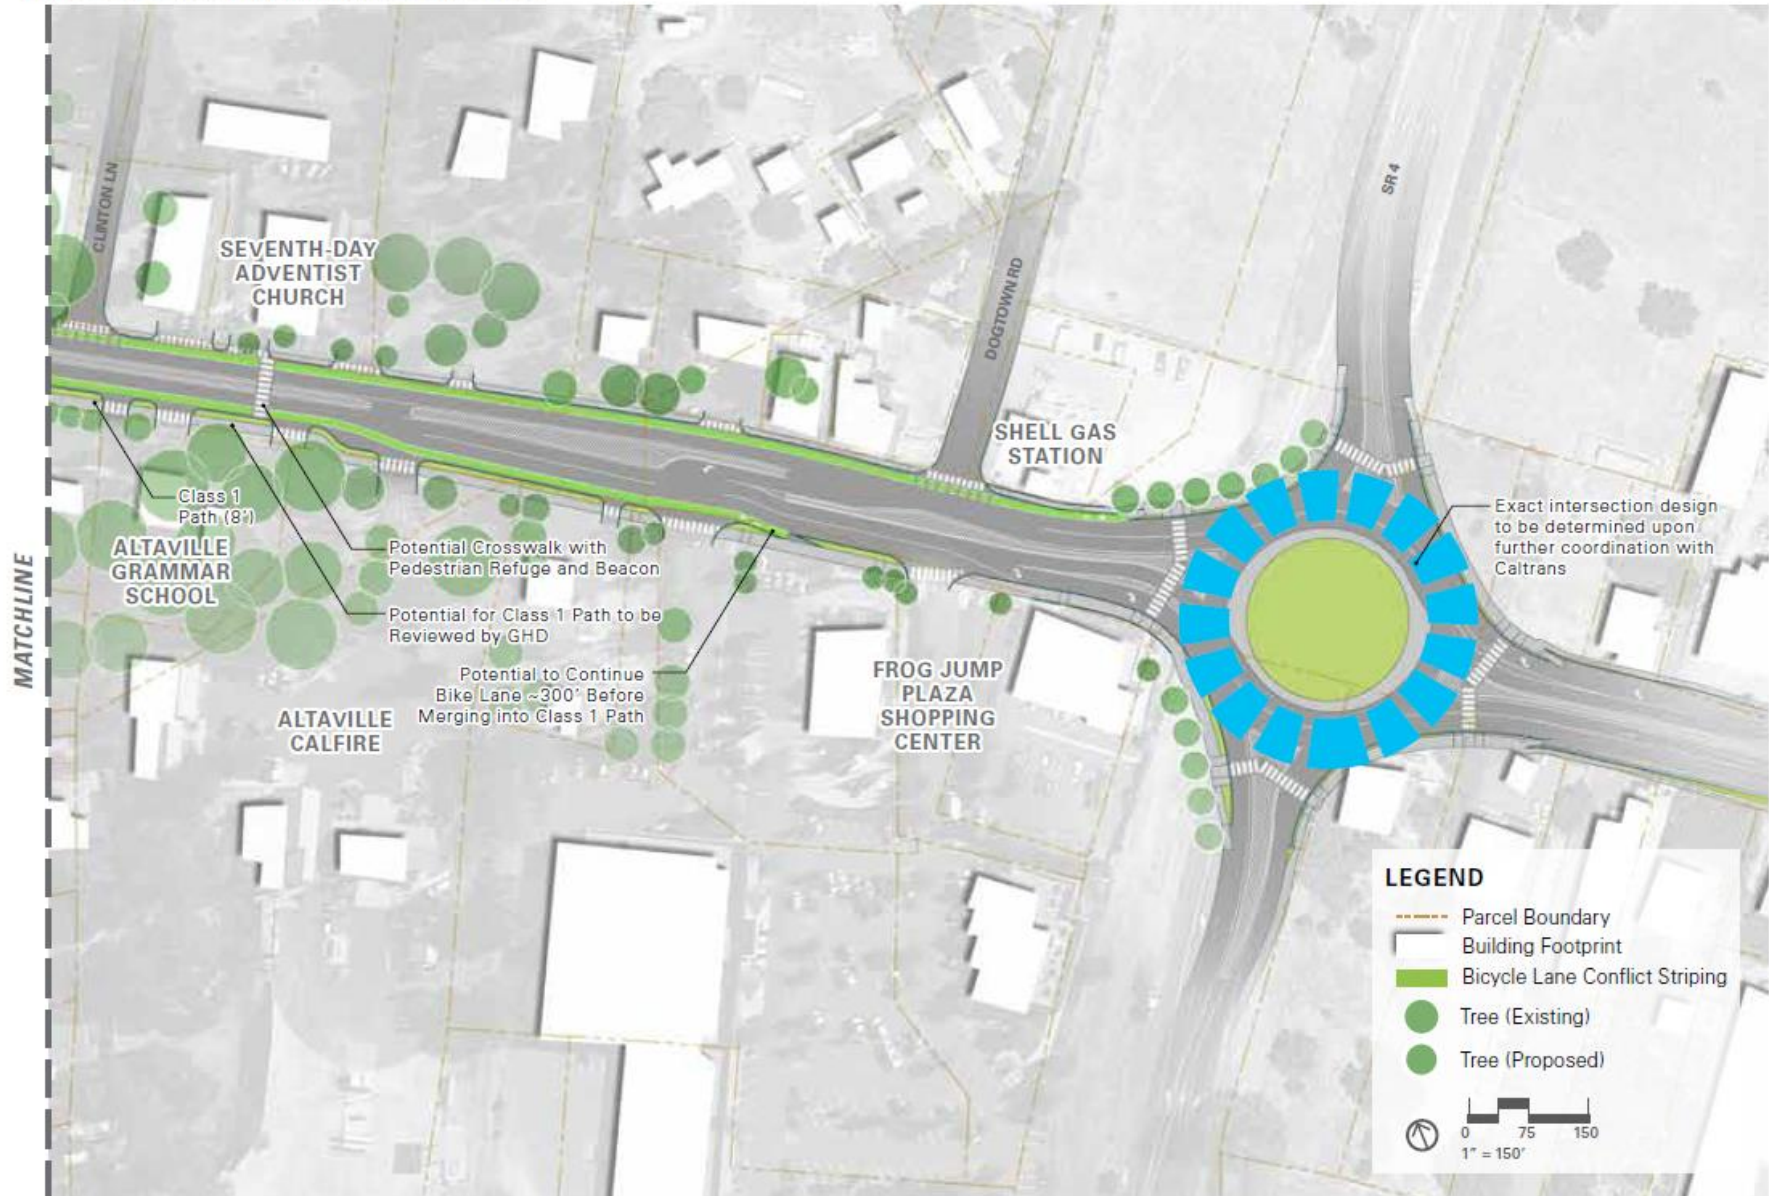 CLINTON LN
SEVENTH-DAY
ADVENTIST
CHURCH
SR 4
DOGTOWN RD
SHELL GAS
STATION
Class 1
Path (8')
ALTAVILLE
GRAMMAR
SCHOOL
Potential Crosswalk with
Pedestrian Refuge and Beacon
Potential for Class 1 Path to be
Reviewed by GHD
Potential to Continue
Bike Lane ~300' Before
Merging into Class 1 Path
Exact intersection design
to be determined upon
further coordination with
Caltrans
MATCHLINE
ALTAVILLE
CALFIRE
FROG JUMP
PLAZA
SHOPPING
CENTER
LEGEND
Parcel Boundary
Building Footprint
Bicycle Lane Conflict Striping
Tree (Existing)
Tree (Proposed)
0 75 150
1" = 150'